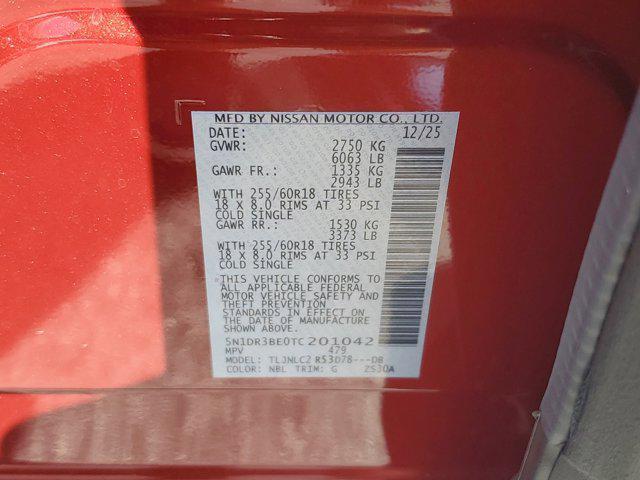 MFD BY NISSAN MOTOR CO., LTD.
DATE: 12/25
GVWR: 2750 KG
6063 LB
GAWR FR.: 1335 KG
2943 LB
WITH 255/60R18 TIRES
18 X 8.0 RIMS AT 33 PSI
COLD SINGLE
GAWR RR.: 1530 KG
3373 LB
WITH 255/60R18 TIRES
18 X 8.0 RIMS AT 33 PSI
COLD SINGLE
THIS VEHICLE CONFORMS TO
ALL APPLICABLE FEDERAL
MOTOR VEHICLE SAFETY AND
THEFT PREVENTION
STANDARDS IN EFFECT ON
THE DATE OF MANUFACTURE
SHOWN ABOVE.
5N1DR3BE0TC201042
MPV 479
MODEL: TLJNLC2 R53D78---DB
COLOR: NBL TRIM: G ZS30A